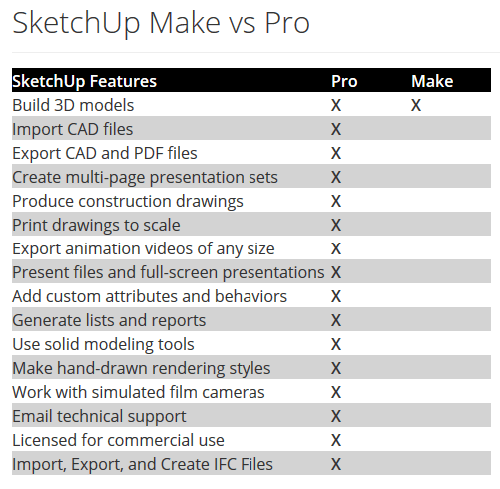 SketchUp Make vs Pro
SketchUp Features Pro Make
Build 3D models X X
Import CAD files X
Export CAD and PDF files X
Create multi-page presentation sets X
Produce construction drawings X
Print drawings to scale X
Export animation videos of any size X
Present files and full-screen presentations X
Add custom attributes and behaviors X
Generate lists and reports X
Use solid modeling tools X
Make hand-drawn rendering styles X
Work with simulated film cameras X
Email technical support X
Licensed for commercial use X
Import, Export, and Create IFC Files X